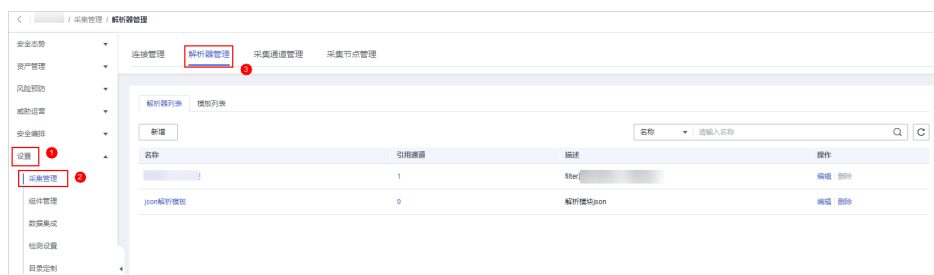 / 采集管理 / 解析器管理
安全态势
资产管理
风险预防
威胁运营
安全编排
设置 1
采集管理 2
组件管理
数据集成
检测设置
目录定制
连接管理 解析器管理 采集通道管理 采集节点管理
3
解析器列表 模板列表
新增 名称 请输入名称
名称 引用通道 描述 操作
1 filter 编辑 删除
json解析模板 0 解析模块json 编辑 删除